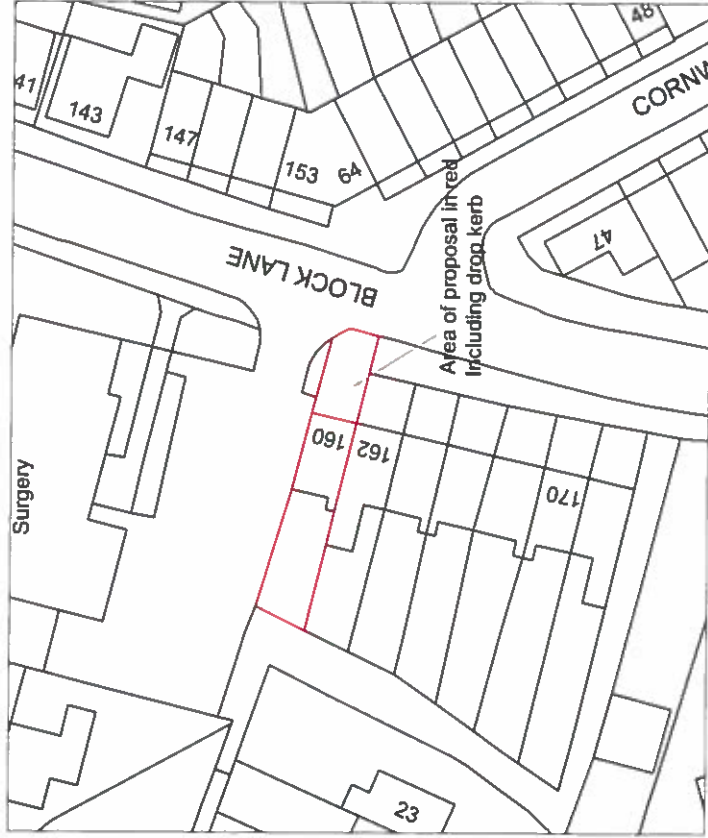 48
41
143
CORNW
147
153
64
BLOCK LANE
Area of proposal in red
Including drop kerb
47
Surgery
160
162
170
23